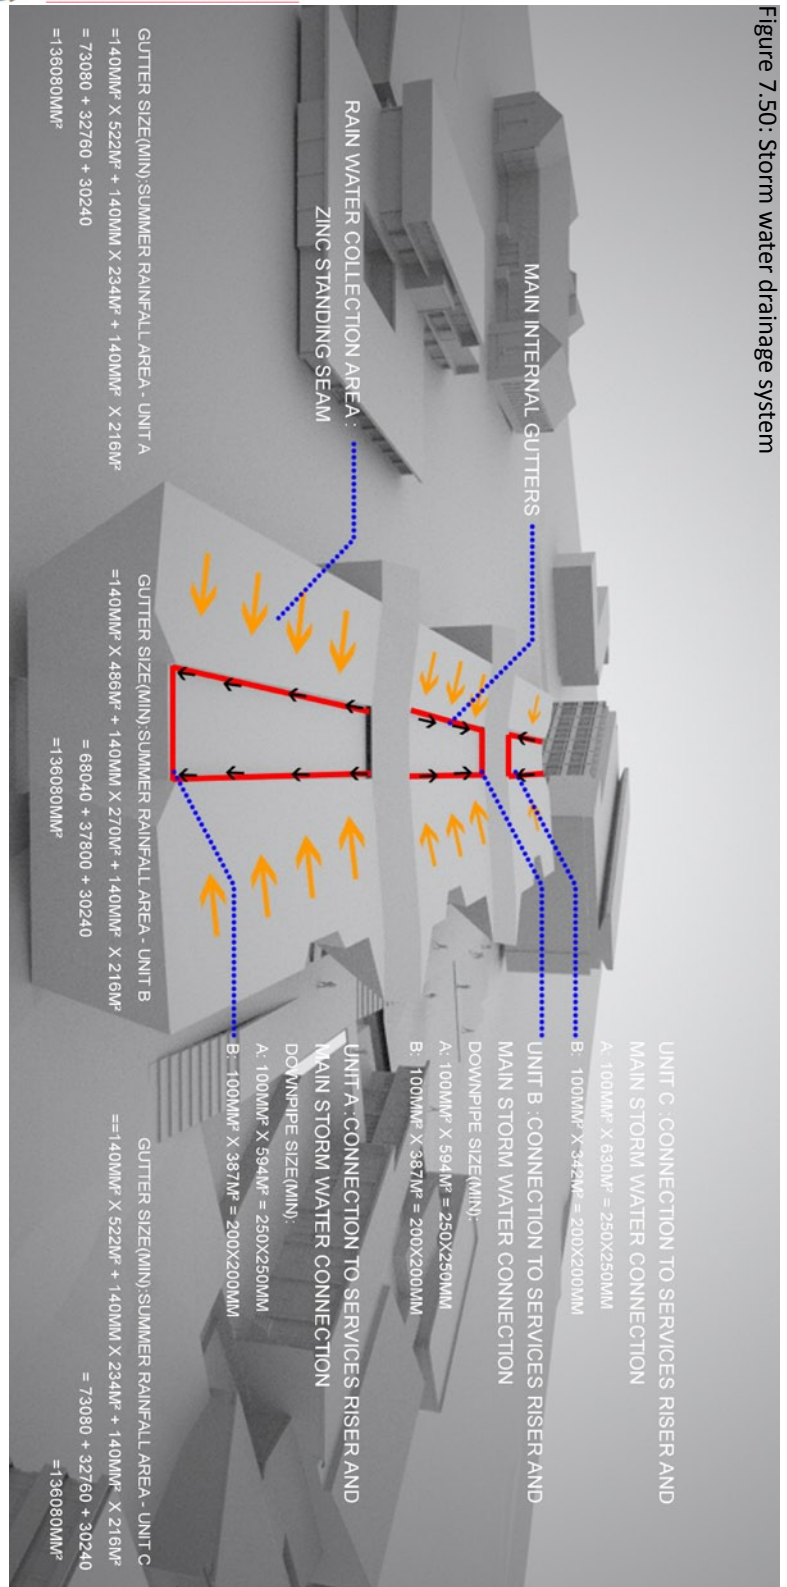 Figure 7.50: Storm water drainage system
UNIT C :CONNECTION TO SERVICES RISER AND
MAIN STORM WATER CONNECTION
A: 100MM² X 630M² = 250X250MM
B: 100MM² X 342M² = 200X200MM
UNIT B :CONNECTION TO SERVICES RISER AND
MAIN STORM WATER CONNECTION
DOWNPIPE SIZE(MIN):
A: 100MM² X 594M² = 250X250MM
B: 100MM² X 387M² = 200X200MM
UNIT A :CONNECTION TO SERVICES RISER AND
MAIN STORM WATER CONNECTION
DOWNPIPE SIZE(MIN):
A: 100MM² X 594M² = 250X250MM
B: 100MM² X 387M² = 200X200MM
MAIN INTERNAL GUTTERS
RAIN WATER COLLECTION AREA :
ZINC STANDING SEAM
GUTTER SIZE(MIN):SUMMER RAINFALL AREA - UNIT A
=140MM² X 522M² + 140MM X 234M² + 140MM² X 216M²
= 73080 + 32760 + 30240
=136080MM²
GUTTER SIZE(MIN):SUMMER RAINFALL AREA - UNIT B
=140MM² X 486M² + 140MM X 270M² + 140MM² X 216M²
= 68040 + 37800 + 30240
=136080MM²
GUTTER SIZE(MIN):SUMMER RAINFALL AREA - UNIT C
==140MM² X 522M² + 140MM X 234M² + 140MM² X 216M²
= 73080 + 32760 + 30240
=136080MM²